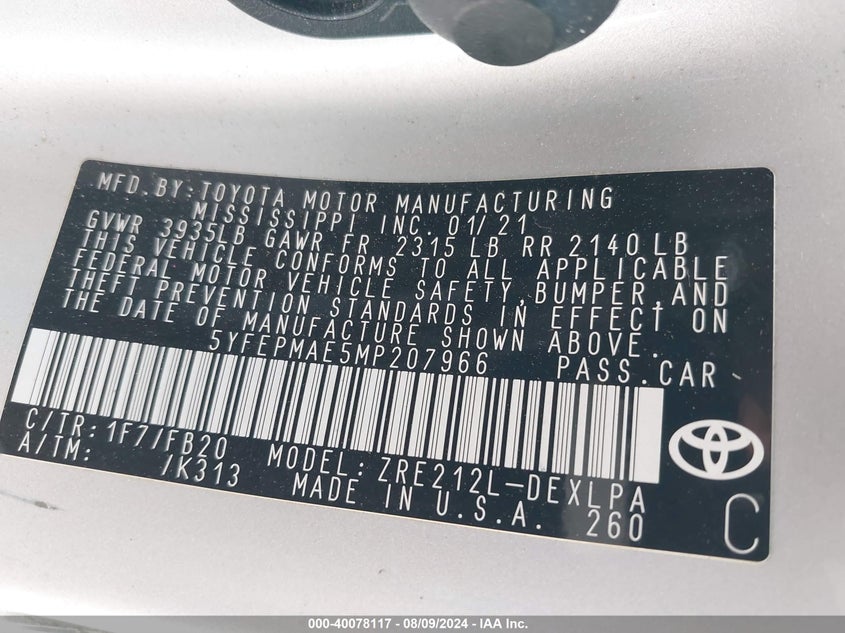 MFD. BY: TOYOTA MOTOR MANUFACTURING
MISSISSIPPI INC. 01/21
GVWR 3935LB GAWR FR 2315 LB RR 2140 LB
THIS VEHICLE CONFORMS TO ALL APPLICABLE
FEDERAL MOTOR VEHICLE SAFETY, BUMPER, AND
THEFT PREVENTION STANDARDS IN EFFECT ON
THE DATE OF MANUFACTURE SHOWN ABOVE.
5YFEPMAE5MP207966 PASS.CAR
C/TR: 1F7/FB20 MODEL: ZRE212L-DEXLPA
A/TM: /K313 MADE IN U.S.A. 260 C
000-40078117 - 08/09/2024 - IAA Inc.